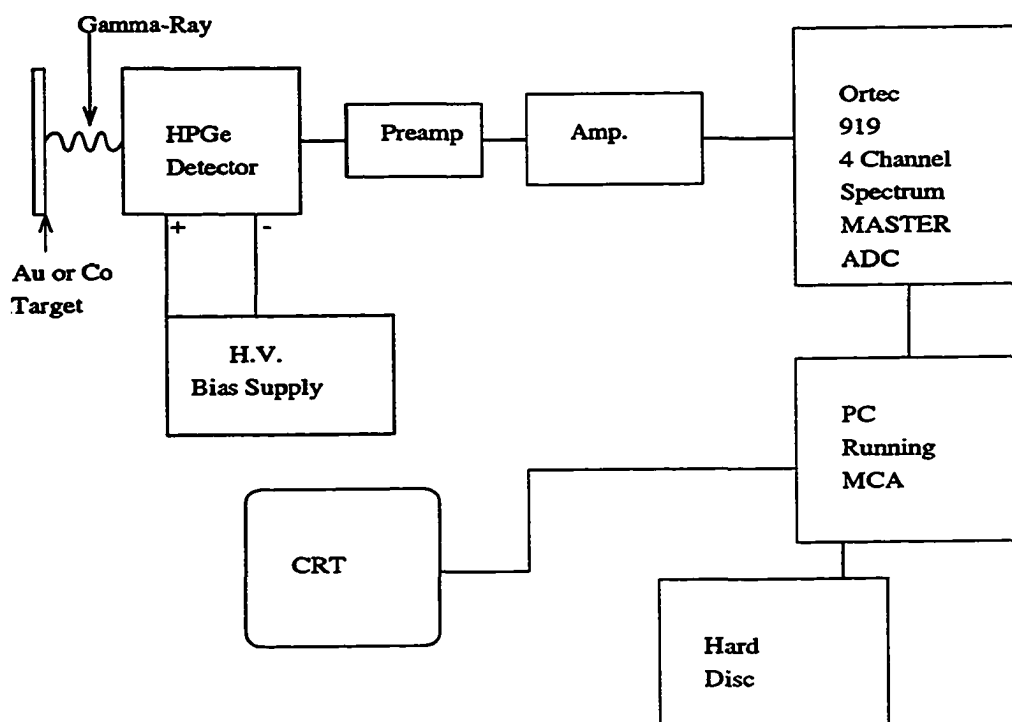 Gamma-Ray
HPGe
Detector
Preamp
Amp.
Ortec
919
4 Channel
Spectrum
MASTER
ADC
+ -
Au or Co
Target
H.V.
Bias Supply
PC
Running
MCA
CRT
Hard
Disc